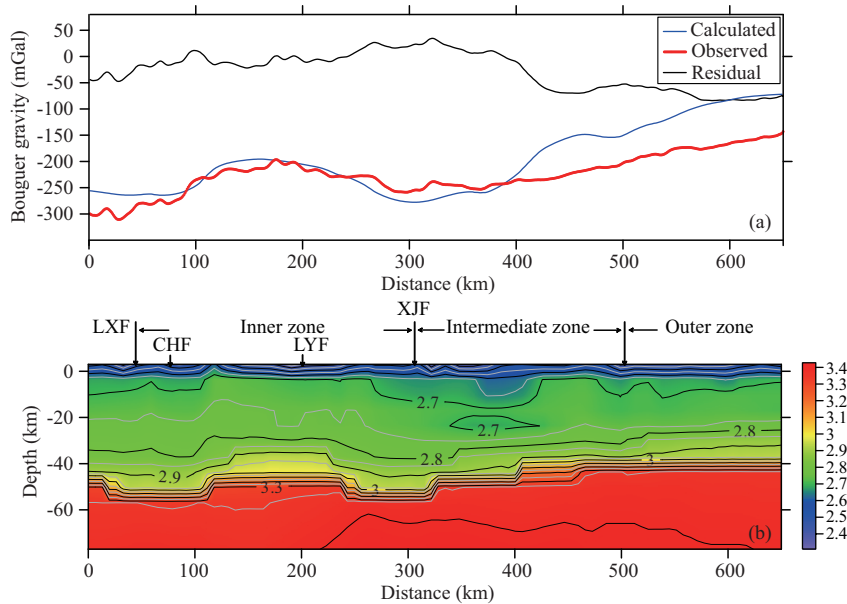 50
0
-50
-100
-150
-200
-250
-300
Bouguer gravity (mGal)
Calculated
Observed
Residual
(a)
0 100 200 300 400 500 600
Distance (km)
XJF
LXF Inner zone Intermediate zone Outer zone
CHF LYF
0
-20
-40
-60
Depth (km)
2.7
2.7
2.8
2.8
2.9
3
3
3.3
(b)
3.4
3.3
3.2
3.1
3
2.9
2.8
2.7
2.6
2.5
2.4
0 100 200 300 400 500 600
Distance (km)